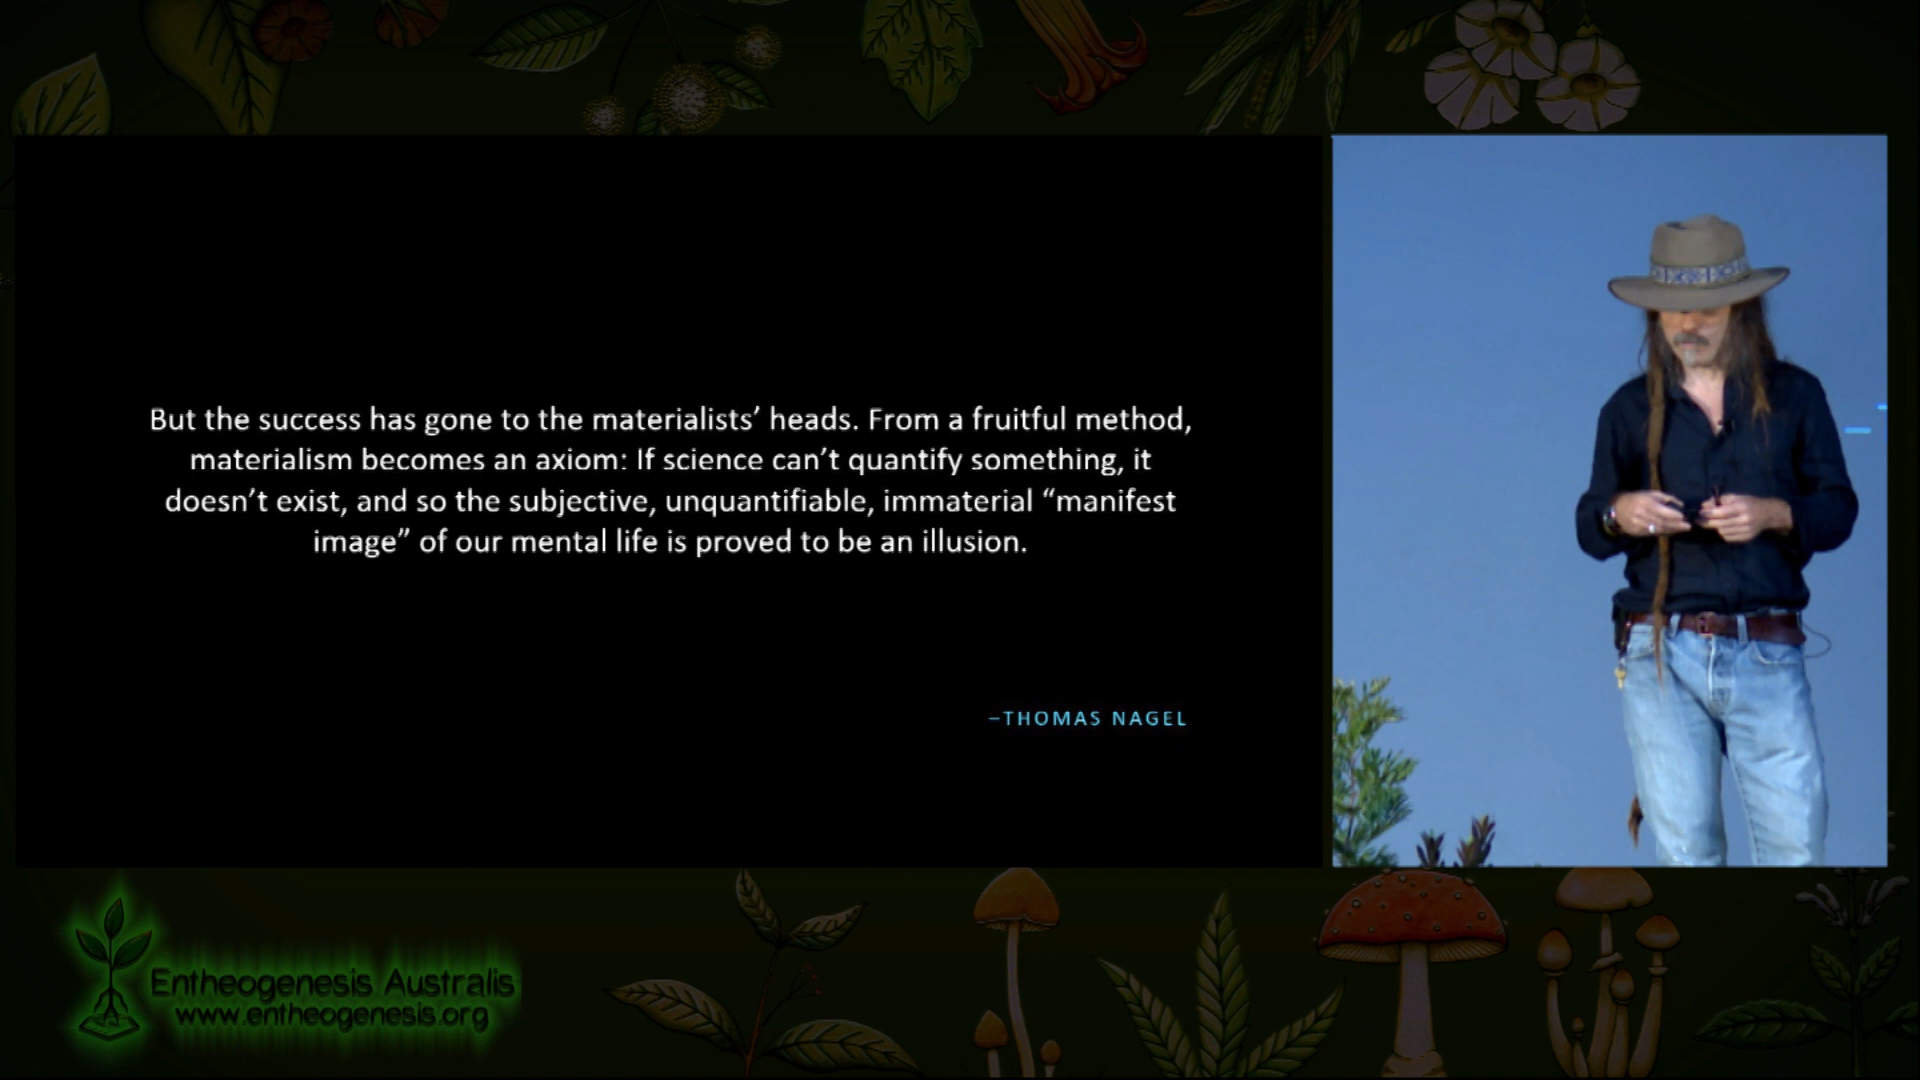 But the success has gone to the materialists’ heads. From a fruitful method,
materialism becomes an axiom: If science can’t quantify something, it
doesn’t exist, and so the subjective, unquantifiable, immaterial “manifest
image” of our mental life is proved to be an illusion.
–THOMAS NAGEL
Entheogenesis Australis
www.entheogenesis.org